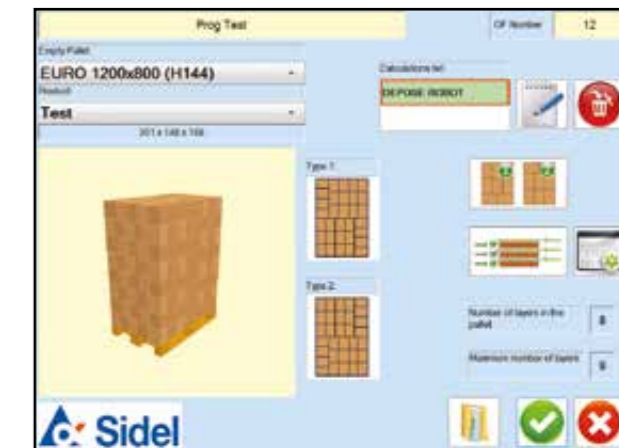 Prog Test
OF Number 12
Empty Pallet
EURO 1200x800 (H144)
Product
Test
Calculations list
DEPOSE ROBOT
Type 1
Type 2
Number of layers in the pallet
Maximum number of layers
Sidel